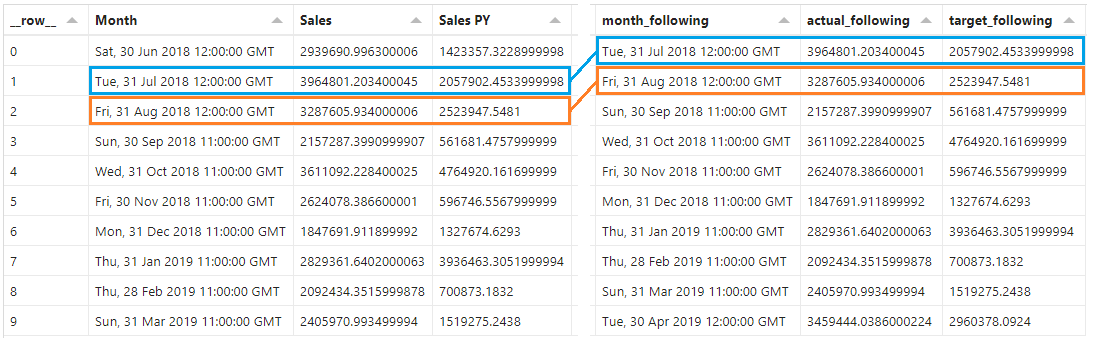 __row__ Month Sales Sales PY month_following actual_following target_following
0 Sat, 30 Jun 2018 12:00:00 GMT 2939690.996300006 1423357.3228999998 Tue, 31 Jul 2018 12:00:00 GMT 3964801.203400045 2057902.4533999998
1 Tue, 31 Jul 2018 12:00:00 GMT 3964801.203400045 2057902.4533999998 Fri, 31 Aug 2018 12:00:00 GMT 3287605.934000006 2523947.5481
2 Fri, 31 Aug 2018 12:00:00 GMT 3287605.934000006 2523947.5481 Sun, 30 Sep 2018 11:00:00 GMT 2157287.3990999907 561681.4757999999
3 Sun, 30 Sep 2018 11:00:00 GMT 2157287.3990999907 561681.4757999999 Wed, 31 Oct 2018 11:00:00 GMT 3611092.228400025 4764920.161699999
4 Wed, 31 Oct 2018 11:00:00 GMT 3611092.228400025 4764920.161699999 Fri, 30 Nov 2018 11:00:00 GMT 2624078.386600001 596746.5567999999
5 Fri, 30 Nov 2018 11:00:00 GMT 2624078.386600001 596746.5567999999 Mon, 31 Dec 2018 11:00:00 GMT 1847691.911899992 1327674.6293
6 Mon, 31 Dec 2018 11:00:00 GMT 1847691.911899992 1327674.6293 Thu, 31 Jan 2019 11:00:00 GMT 2829361.6402000063 3936463.3051999994
7 Thu, 31 Jan 2019 11:00:00 GMT 2829361.6402000063 3936463.3051999994 Thu, 28 Feb 2019 11:00:00 GMT 2092434.3515999878 700873.1832
8 Thu, 28 Feb 2019 11:00:00 GMT 2092434.3515999878 700873.1832 Sun, 31 Mar 2019 11:00:00 GMT 2405970.993499994 1519275.2438
9 Sun, 31 Mar 2019 11:00:00 GMT 2405970.993499994 1519275.2438 Tue, 30 Apr 2019 12:00:00 GMT 3459444.0386000224 2960378.0924